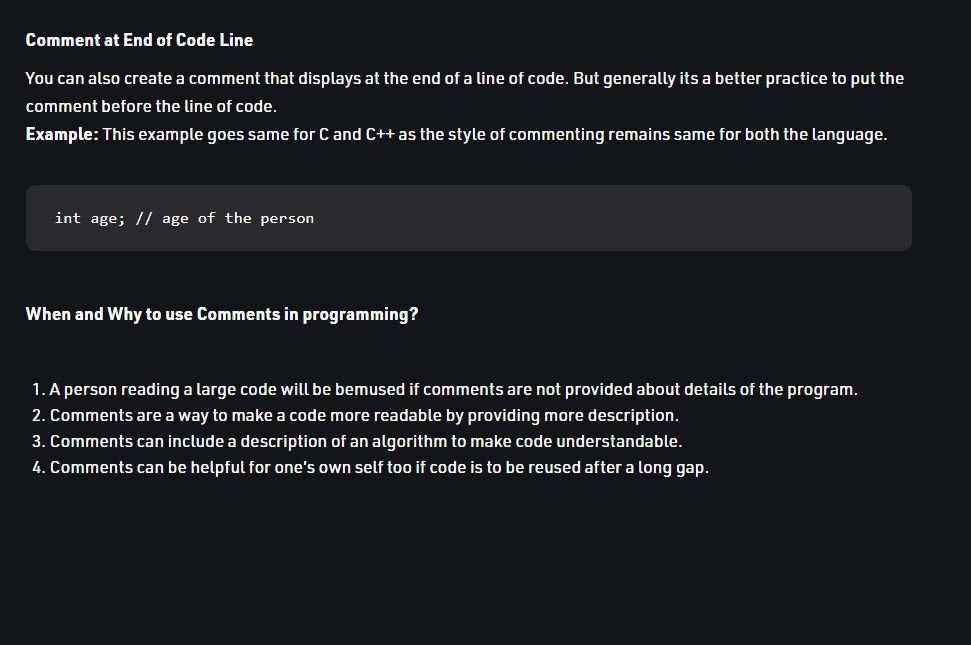 Comment at End of Code Line
You can also create a comment that displays at the end of a line of code. But generally its a better practice to put the
comment before the line of code.
Example: This example goes same for C and C++ as the style of commenting remains same for both the language.
int age; // age of the person
When and Why to use Comments in programming?
1. A person reading a large code will be bemused if comments are not provided about details of the program.
2. Comments are a way to make a code more readable by providing more description.
3. Comments can include a description of an algorithm to make code understandable.
4. Comments can be helpful for one’s own self too if code is to be reused after a long gap.